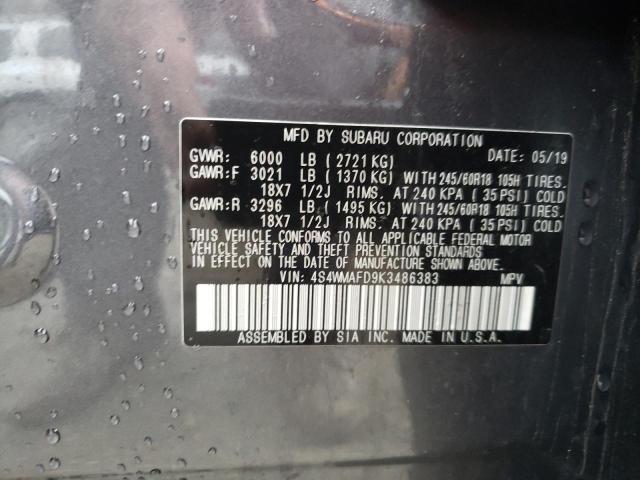 MFD BY SUBARU CORPORATION
GVWR: 6000 LB ( 2721 KG) DATE: 05/19
GAWR:F 3021 LB ( 1370 KG) WITH 245/60R18 105H TIRES.
18X7 1/2J RIMS. AT 240 KPA ( 35 PSI) COLD
GAWR:R 3296 LB ( 1495 KG) WITH 245/60R18 105H TIRES.
18X7 1/2J RIMS. AT 240 KPA ( 35 PSI) COLD
THIS VEHICLE CONFORMS TO ALL APPLICABLE FEDERAL MOTOR
VEHICLE SAFETY AND THEFT PREVENTION STANDARDS
IN EFFECT ON THE DATE OF MANUFACTURE SHOWN ABOVE.
VIN: 4S4WMAFD9K3486383 MPV
ASSEMBLED BY SIA INC. MADE IN U.S.A.